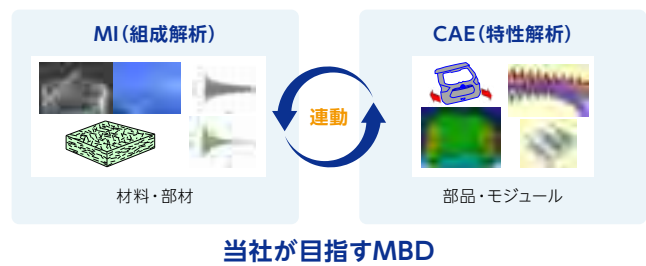 MI（組成解析）
材料・部材
連動
CAE（特性解析）
部品・モジュール
当社が目指すMBD